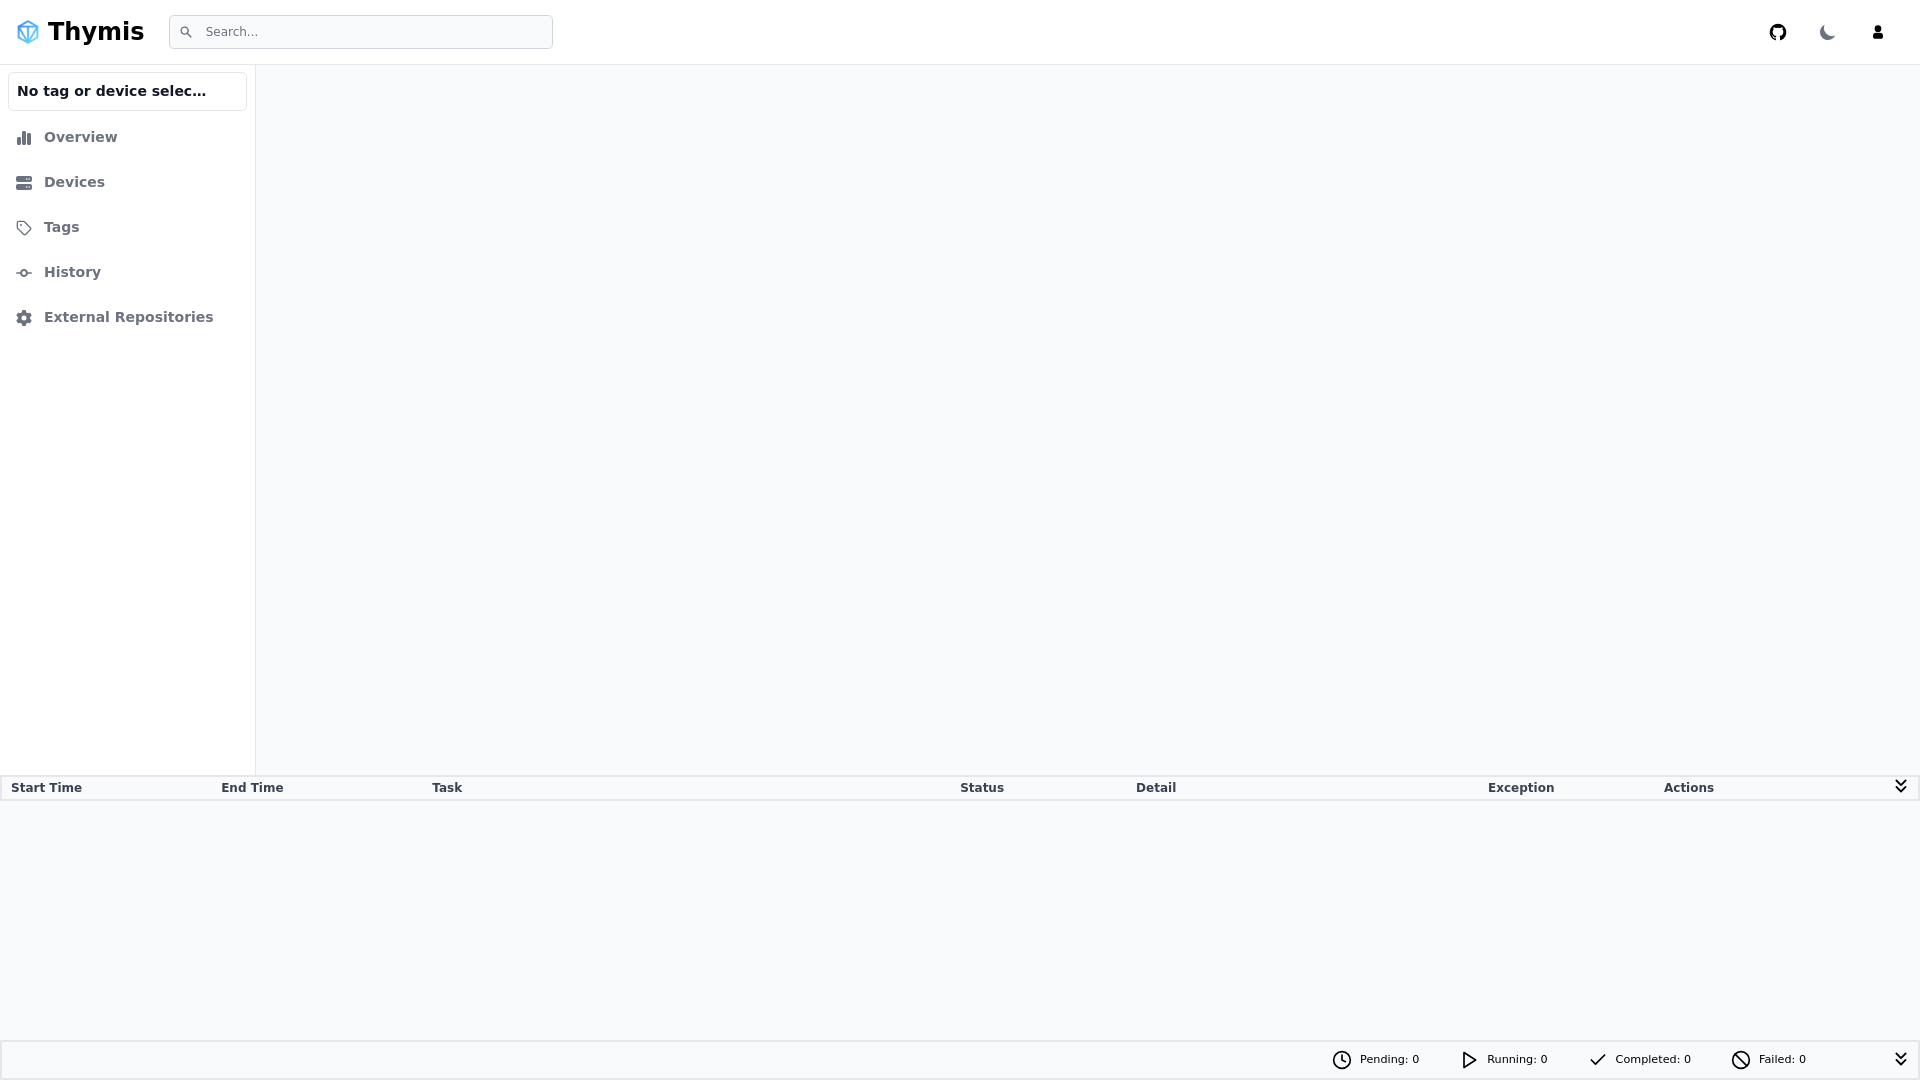 Thymis
Search...
No tag or device selec...
Overview
Devices
Tags
History
External Repositories
Start Time End Time Task Status Detail Exception Actions
Pending: 0 Running: 0 Completed: 0 Failed: 0